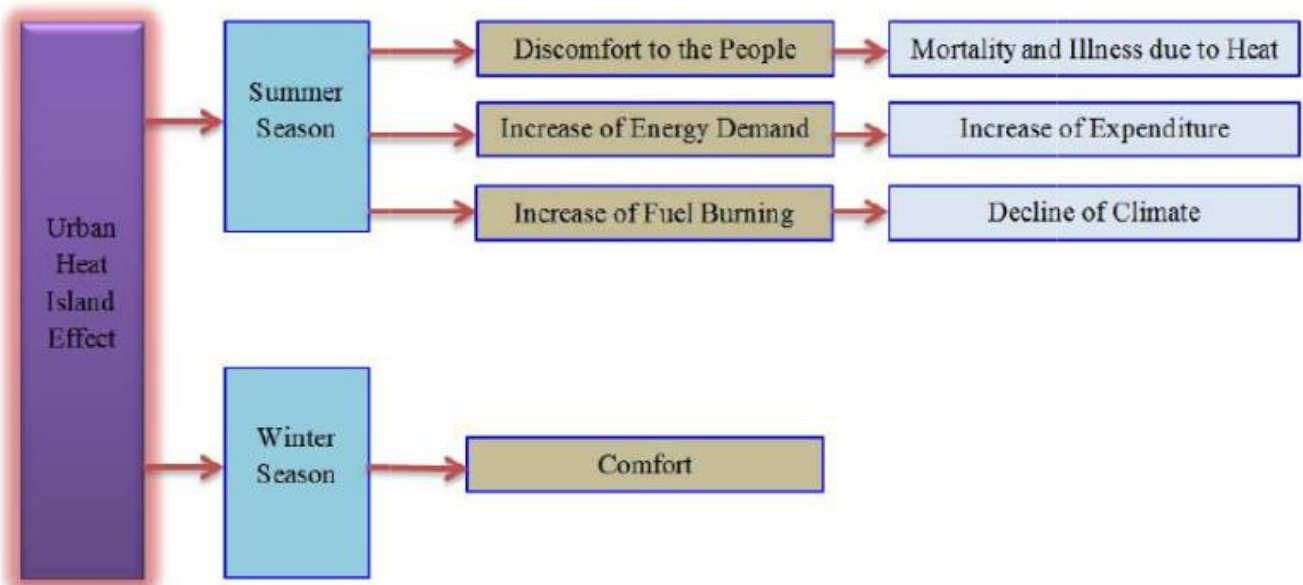 Urban
Heat
Island
Effect
Summer
Season
Discomfort to the People
Mortality and Illness due to Heat
Increase of Energy Demand
Increase of Expenditure
Increase of Fuel Burning
Decline of Climate
Winter
Season
Comfort